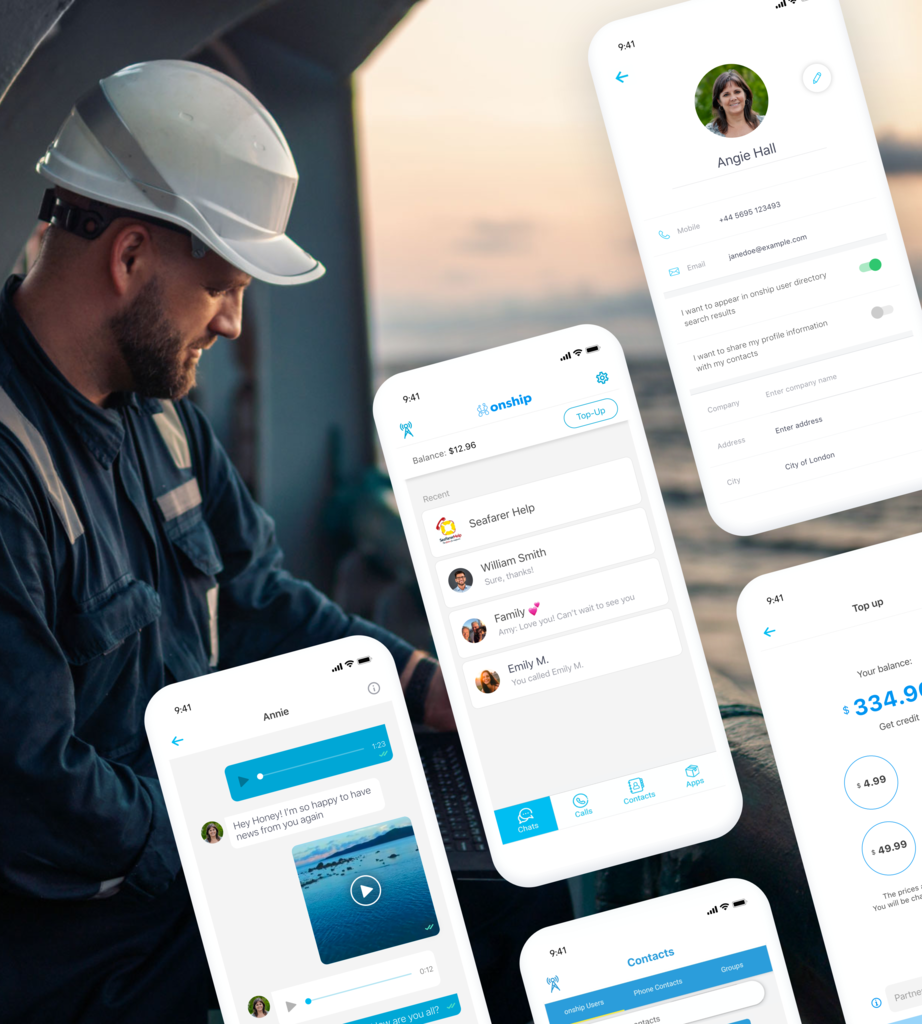 9:41
Angie Hall
Mobile +44 5695 123493
Email janedoe@example.com
I want to appear in onship user directory
search results
I want to share my profile information
with my contacts
Company Enter company name
Address Enter address
City City of London
9:41
onship
Balance: $12.96 Top-Up
Recent
SeafarerHelp
Seafarer Help
William Smith
Sure, thanks!
Family 💕
Amy: Love you! Can't wait to see you
Emily M.
You called Emily M.
Chats
Calls
Contacts
Apps
9:41
Top up
Your balance:
$ 334.9
Get credit
$ 4.99
$ 49.99
The prices
You will be cha
Partne
9:41
Annie
1:23
Hey Honey! I'm so happy to have
news from you again
0:12
How are you all?
9:41
Contacts
onship Users
Phone Contacts
Groups
ontacts